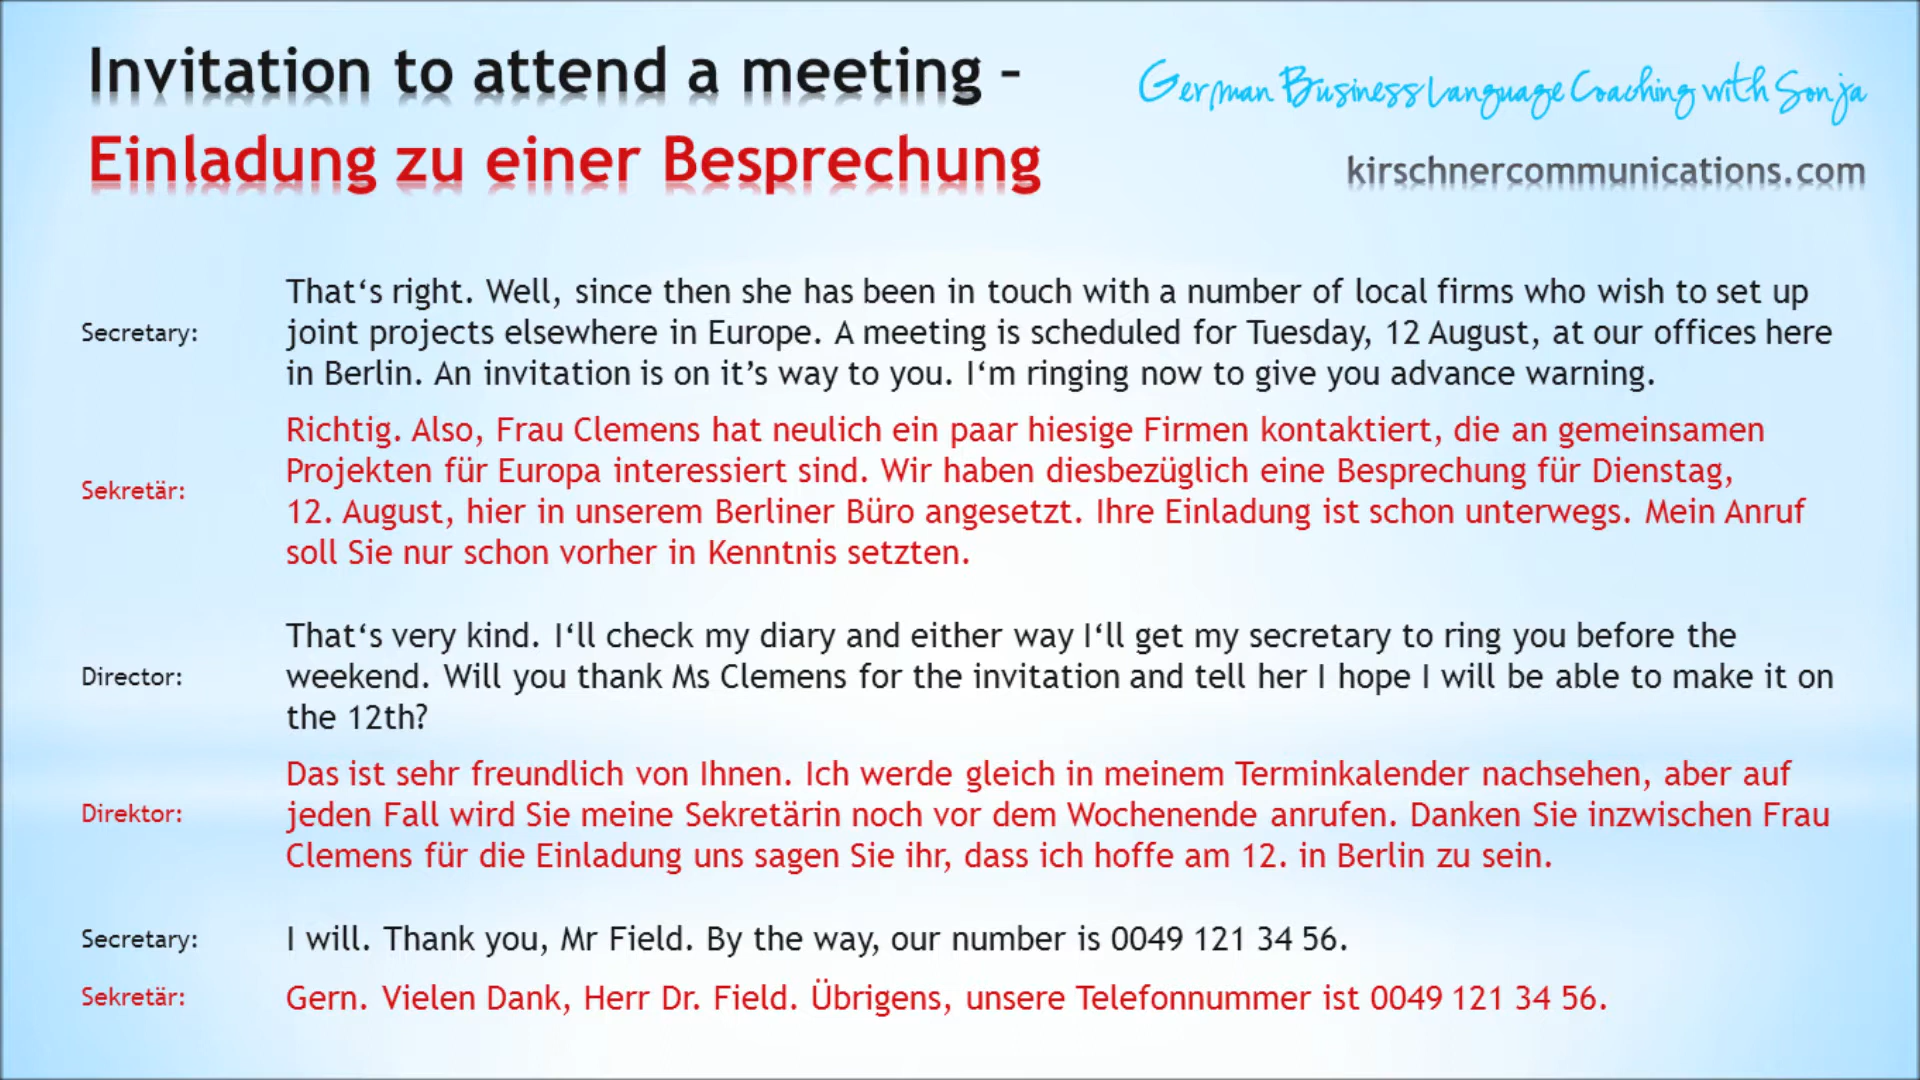 Invitation to attend a meeting –
Einladung zu einer Besprechung
German Business Language Coaching with Sonja
kirschnercommunications.com
Secretary:
That‘s right. Well, since then she has been in touch with a number of local firms who wish to set up
joint projects elsewhere in Europe. A meeting is scheduled for Tuesday, 12 August, at our offices here
in Berlin. An invitation is on it’s way to you. I‘m ringing now to give you advance warning.
Sekretär:
Richtig. Also, Frau Clemens hat neulich ein paar hiesige Firmen kontaktiert, die an gemeinsamen
Projekten für Europa interessiert sind. Wir haben diesbezüglich eine Besprechung für Dienstag,
12. August, hier in unserem Berliner Büro angesetzt. Ihre Einladung ist schon unterwegs. Mein Anruf
soll Sie nur schon vorher in Kenntnis setzten.
Director:
That‘s very kind. I‘ll check my diary and either way I‘ll get my secretary to ring you before the
weekend. Will you thank Ms Clemens for the invitation and tell her I hope I will be able to make it on
the 12th?
Direktor:
Das ist sehr freundlich von Ihnen. Ich werde gleich in meinem Terminkalender nachsehen, aber auf
jeden Fall wird Sie meine Sekretärin noch vor dem Wochenende anrufen. Danken Sie inzwischen Frau
Clemens für die Einladung uns sagen Sie ihr, dass ich hoffe am 12. in Berlin zu sein.
Secretary:
I will. Thank you, Mr Field. By the way, our number is 0049 121 34 56.
Sekretär:
Gern. Vielen Dank, Herr Dr. Field. Übrigens, unsere Telefonnummer ist 0049 121 34 56.